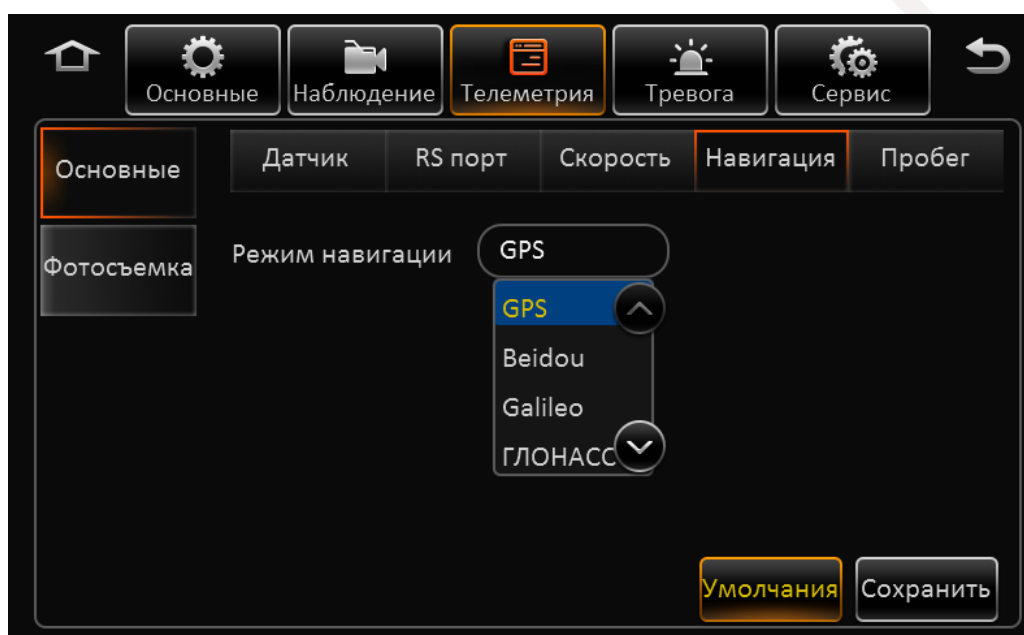 Основные Наблюдение Телеметрия Тревога Сервис
Основные Датчик RS порт Скорость Навигация Пробег
Фотосъемка Режим навигации GPS
GPS
Beidou
Galileo
ГЛОНАСС
Умолчания Сохранить